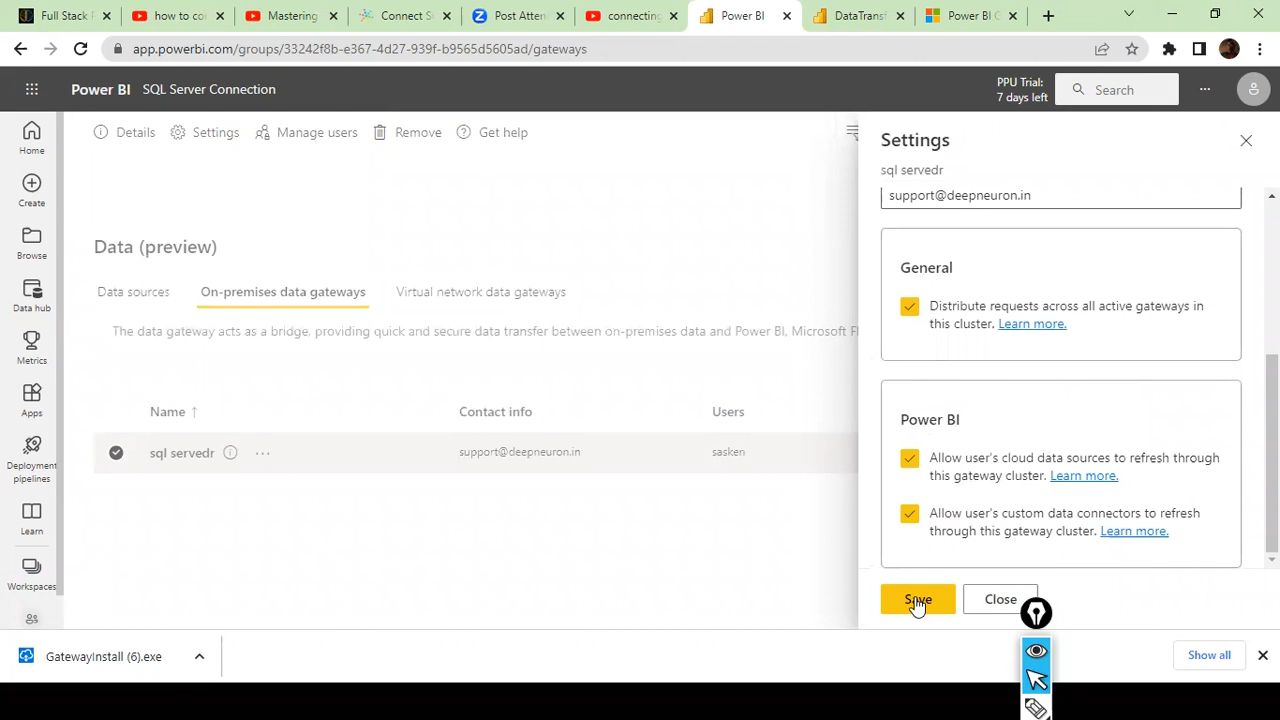 Full Stack
how to co
Mastering
Connect S
Post Atten
connecting
Power BI
DataTransf
Power BI G
app.powerbi.com/groups/33242f8b-e367-4d27-939f-b9565d5605ad/gateways
Power BI SQL Server Connection
PPU Trial:
7 days left
Search
Home
Create
Browse
Data hub
Metrics
Apps
Deployment
pipelines
Learn
Workspaces
Details Settings Manage users Remove Get help
Data (preview)
Data sources On-premises data gateways Virtual network data gateways
The data gateway acts as a bridge, providing quick and secure data transfer between on-premises data and Power BI, Microsoft Fl
Name ↑ Contact info Users
sql servedr ... support@deepneuron.in sasken
Settings
sql servedr
support@deepneuron.in
General
Distribute requests across all active gateways in
this cluster. Learn more.
Power BI
Allow user's cloud data sources to refresh through
this gateway cluster. Learn more.
Allow user's custom data connectors to refresh
through this gateway cluster. Learn more.
Save Close
GatewayInstall (6).exe
Show all